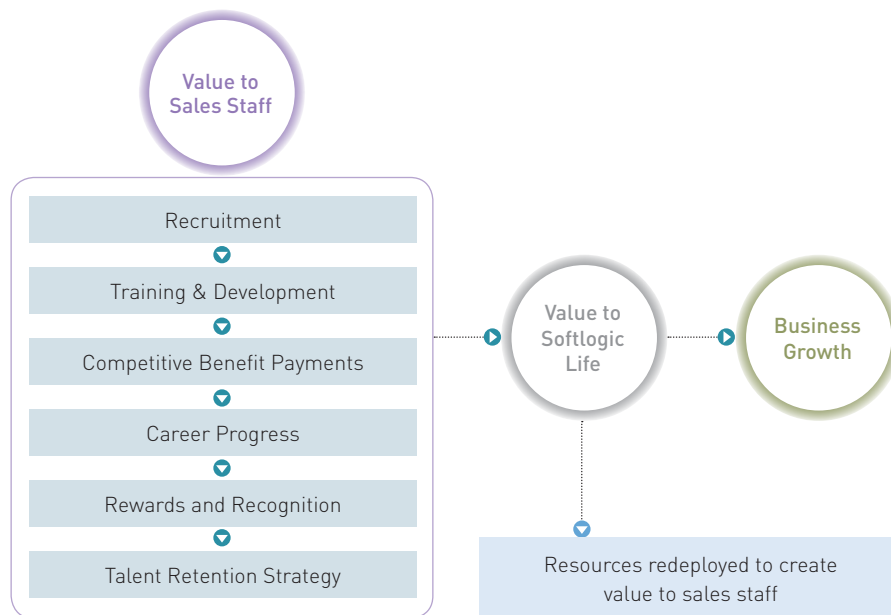 Value to
Sales Staff
Recruitment
Training & Development
Competitive Benefit Payments
Career Progress
Rewards and Recognition
Talent Retention Strategy
Value to
Softlogic
Life
Business
Growth
Resources redeployed to create
value to sales staff